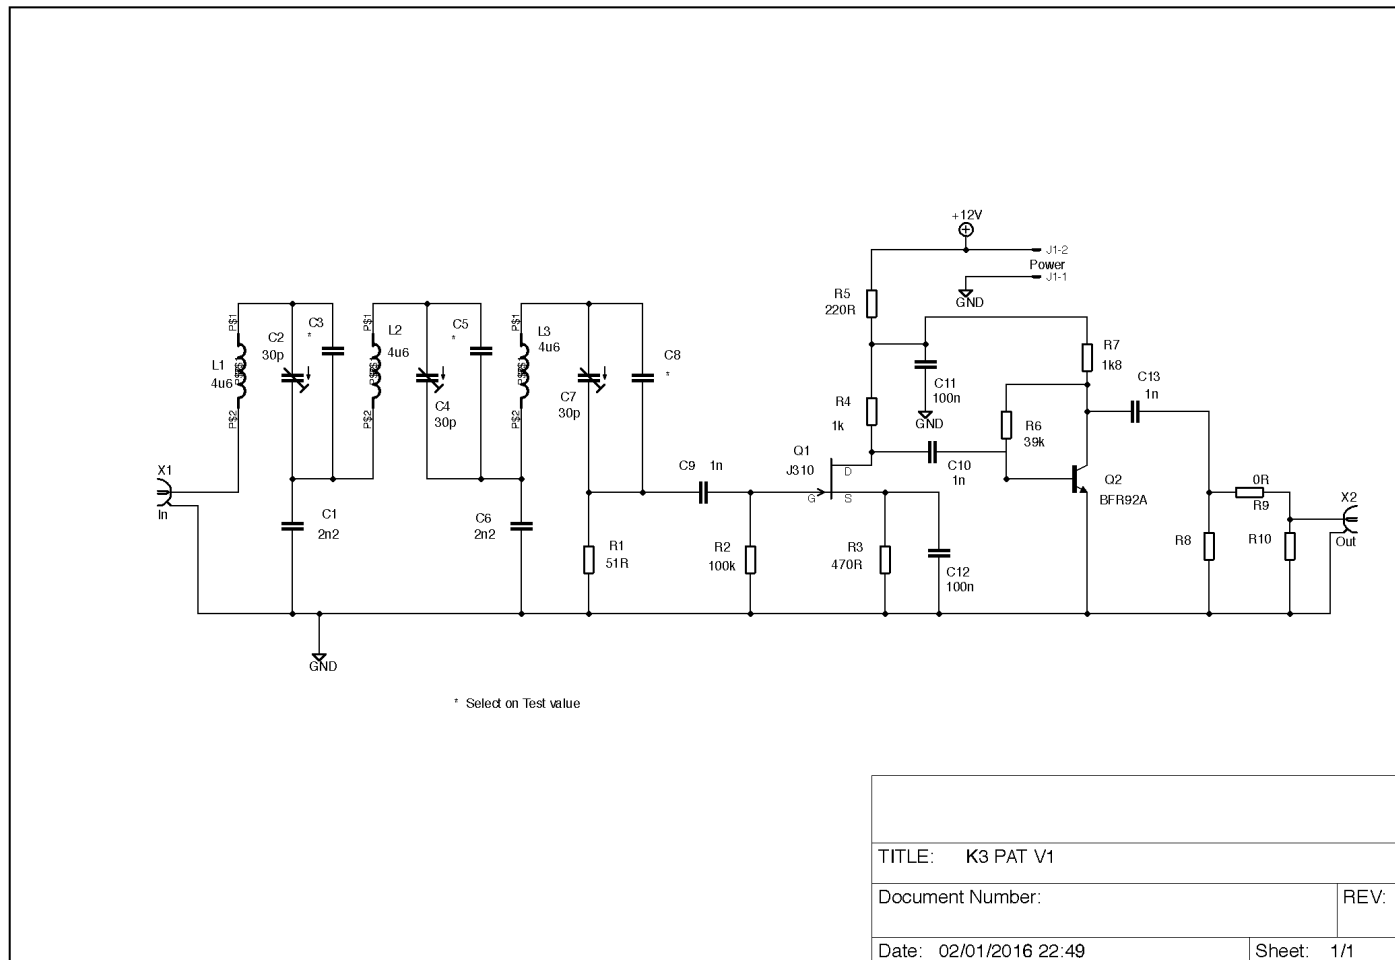 +12V
J1-2
Power
J1-1
GND
R5
220R
P$1
C2
30p
C3
*
L1
4u6
P$2
P$1
L2
4u6
C5
*
C4
30p
P$2
P$1
L3
4u6
C7
30p
C8
*
P$2
R7
1k8
C13
1n
C11
100n
GND
R4
1k
R6
39k
Q1
J310
D
G
S
C10
1n
Q2
BFR92A
X1
In
C9 1n
C1
2n2
C6
2n2
R1
51R
R2
100k
R3
470R
C12
100n
0R
R9
R8
R10
X2
Out
GND
* Select on Test value
TITLE: K3 PAT V1
Document Number:
REV:
Date: 02/01/2016 22:49
Sheet: 1/1